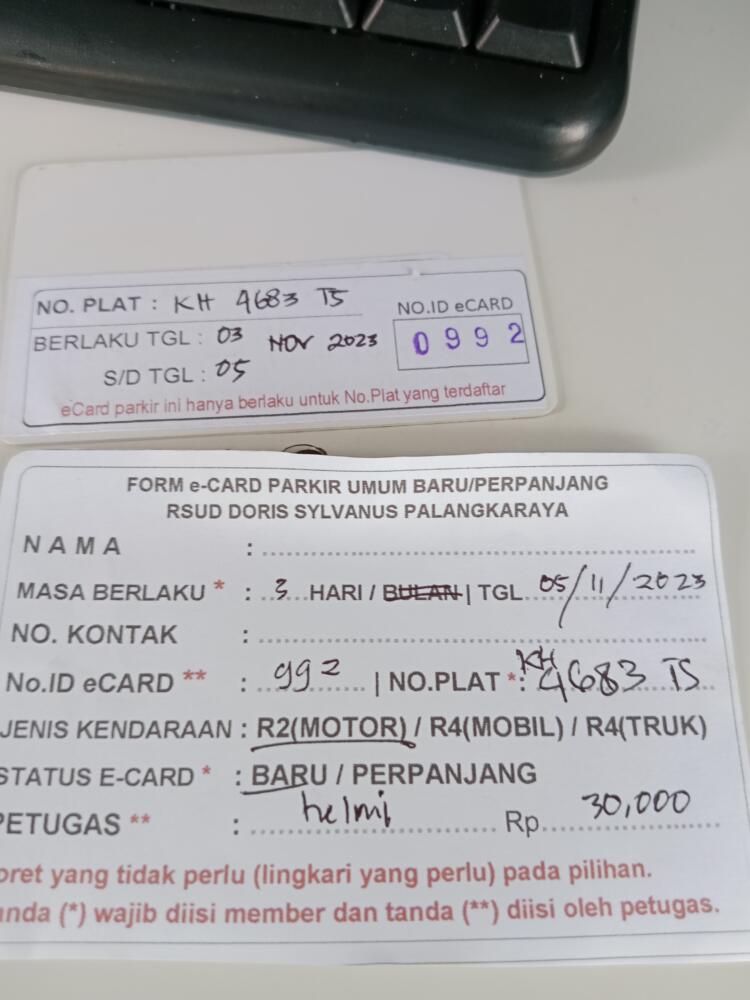 NO. PLAT : KH 4683 TS
NO.ID eCARD
BERLAKU TGL : 03 NOV 2023
0992
S/D TGL : 05
eCard parkir ini hanya berlaku untuk No.Plat yang terdaftar
FORM e-CARD PARKIR UMUM BARU/PERPANJANG
RSUD DORIS SYLVANUS PALANGKARAYA
NAMA :
MASA BERLAKU * : 3 HARI / BULAN | TGL 05/11/2023
NO. KONTAK :
No.ID eCARD ** : 992 | NO.PLAT *: KH 4683 TS
JENIS KENDARAAN : R2(MOTOR) / R4(MOBIL) / R4(TRUK)
STATUS E-CARD * : BARU / PERPANJANG
PETUGAS ** : helmi Rp. 30,000
oret yang tidak perlu (lingkari yang perlu) pada pilihan.
anda (*) wajib diisi member dan tanda (**) diisi oleh petugas.